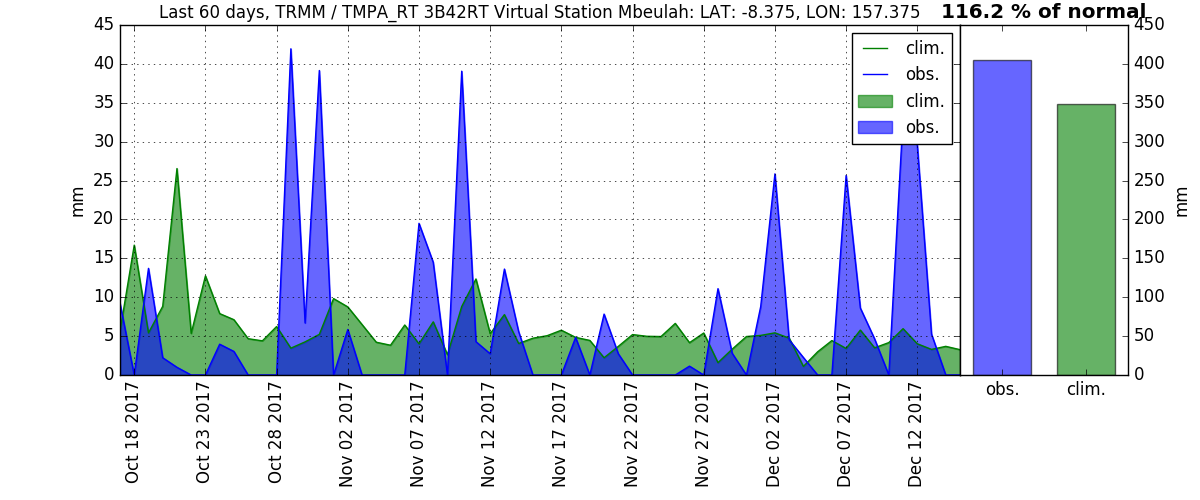 Last 60 days, TRMM / TMPA_RT 3B42RT Virtual Station Mbeulah: LAT: -8.375, LON: 157.375
116.2 % of normal
45
40
35
30
25
20
15
10
5
0
mm
clim.
obs.
clim.
obs.
Oct 18 2017
Oct 23 2017
Oct 28 2017
Nov 02 2017
Nov 07 2017
Nov 12 2017
Nov 17 2017
Nov 22 2017
Nov 27 2017
Dec 02 2017
Dec 07 2017
Dec 12 2017
450
400
350
300
250
200
150
100
50
0
mm
obs.
clim.